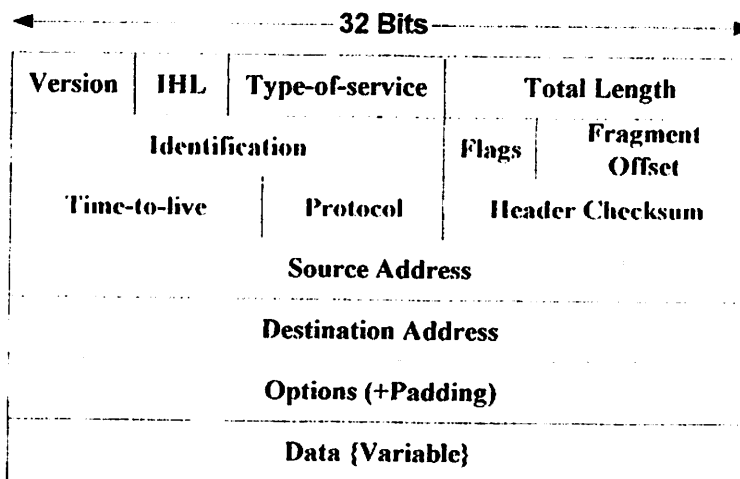 32 Bits
Version IHL Type-of-service Total Length
Identification Flags Fragment Offset
Time-to-live Protocol Header Checksum
Source Address
Destination Address
Options (+Padding)
Data {Variable}